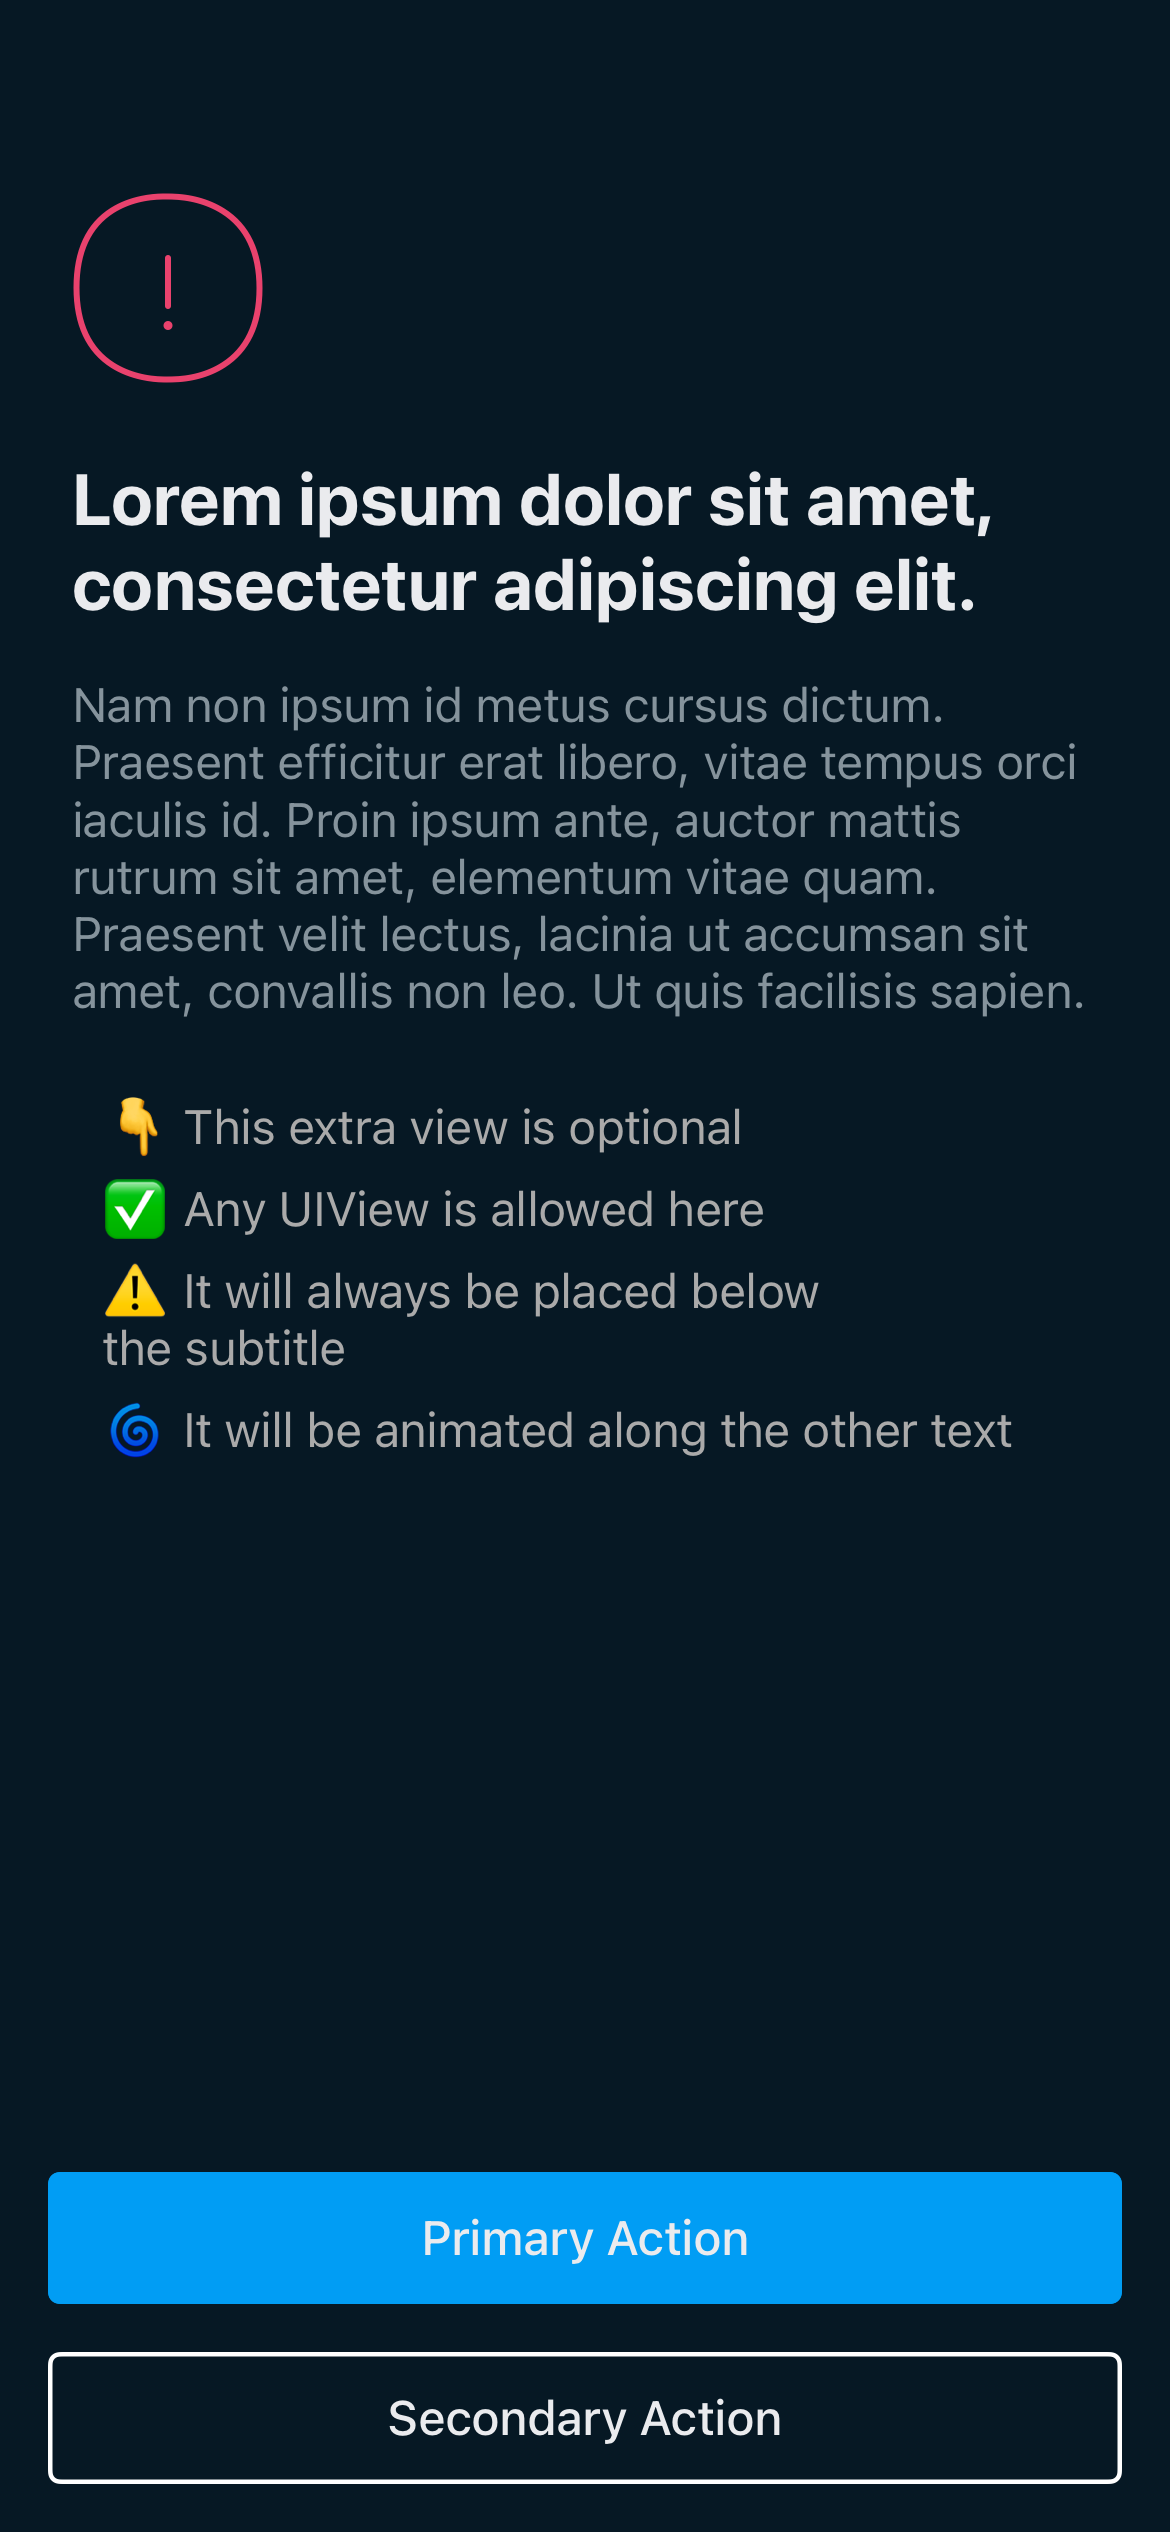 Lorem ipsum dolor sit amet,
consectetur adipiscing elit.
Nam non ipsum id metus cursus dictum.
Praesent efficitur erat libero, vitae tempus orci
iaculis id. Proin ipsum ante, auctor mattis
rutrum sit amet, elementum vitae quam.
Praesent velit lectus, lacinia ut accumsan sit
amet, convallis non leo. Ut quis facilisis sapien.
👇 This extra view is optional
✅ Any UIView is allowed here
⚠️ It will always be placed below
the subtitle
🌀 It will be animated along the other text
Primary Action
Secondary Action